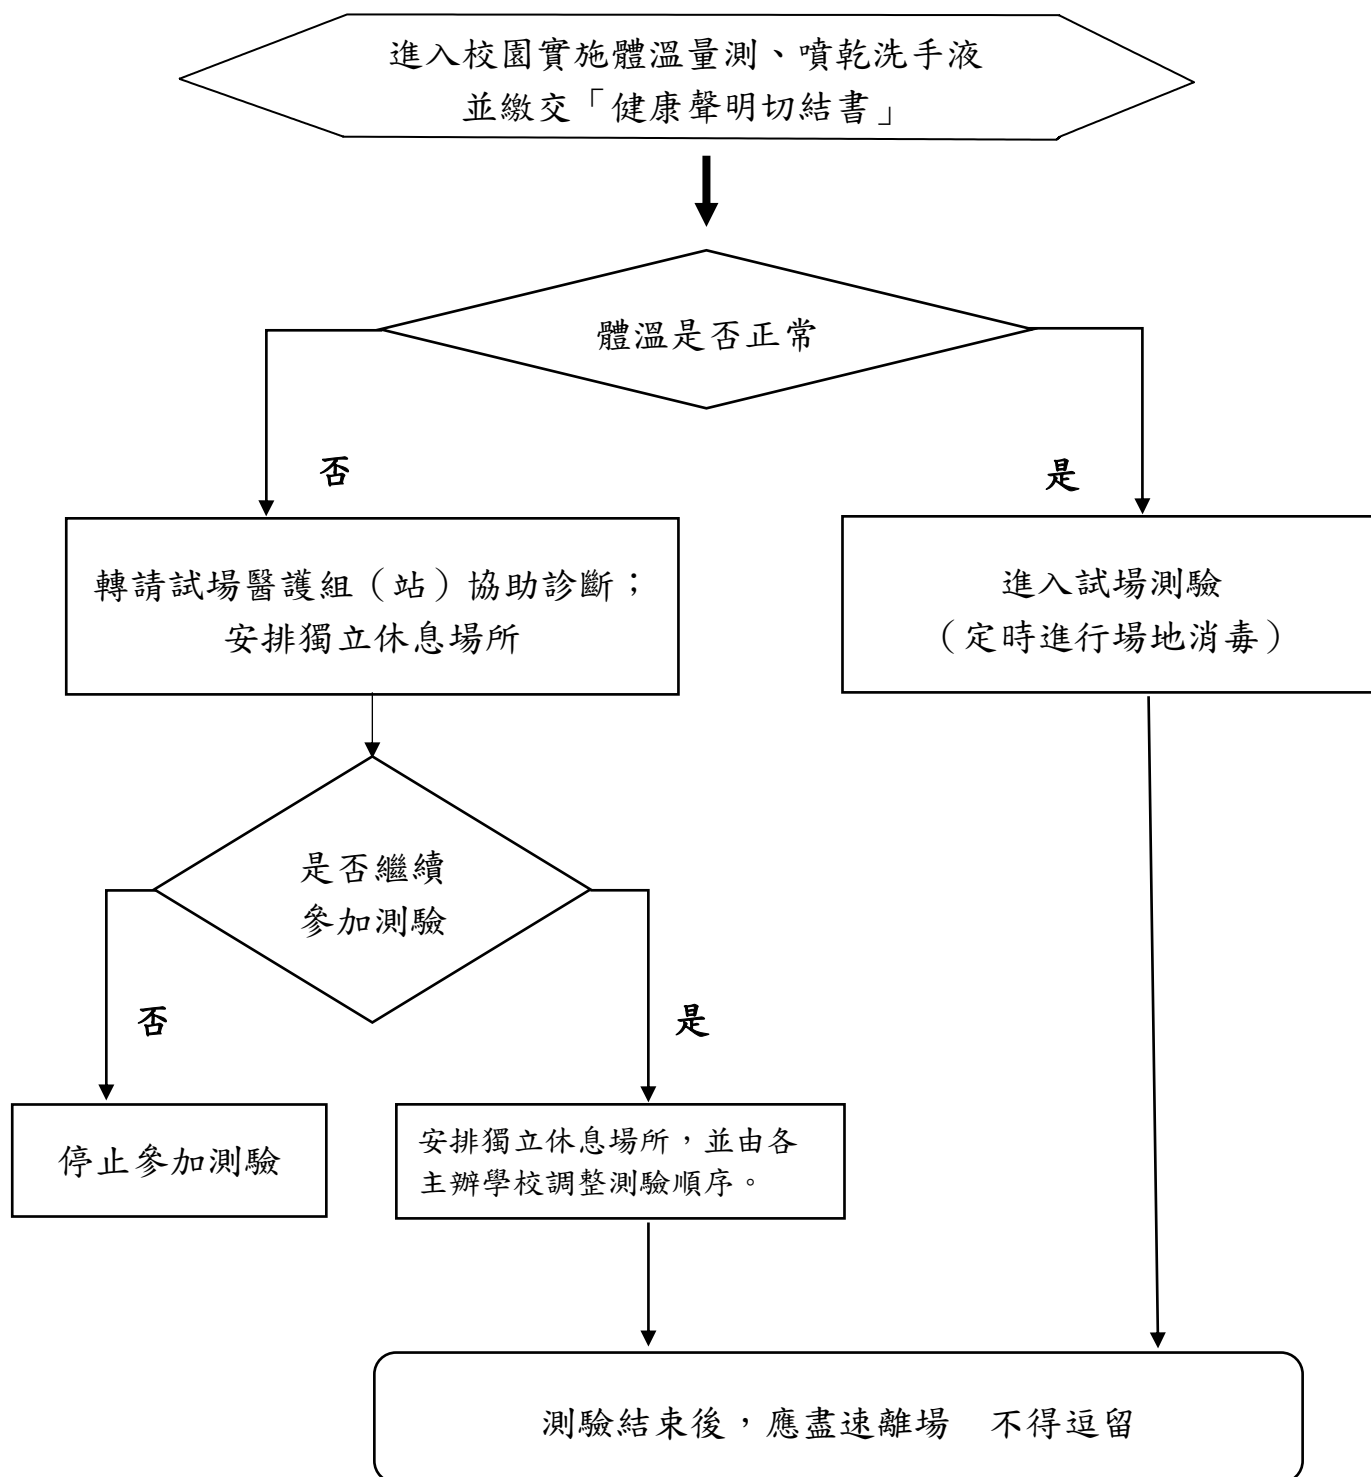 進入校園實施體溫量測、噴乾洗手液
並繳交「健康聲明切結書」
體溫是否正常
否
是
轉請試場醫護組（站）協助診斷；
安排獨立休息場所
進入試場測驗
（定時進行場地消毒）
是否繼續
參加測驗
否
是
停止參加測驗
安排獨立休息場所，並由各
主辦學校調整測驗順序。
測驗結束後，應盡速離場　不得逗留